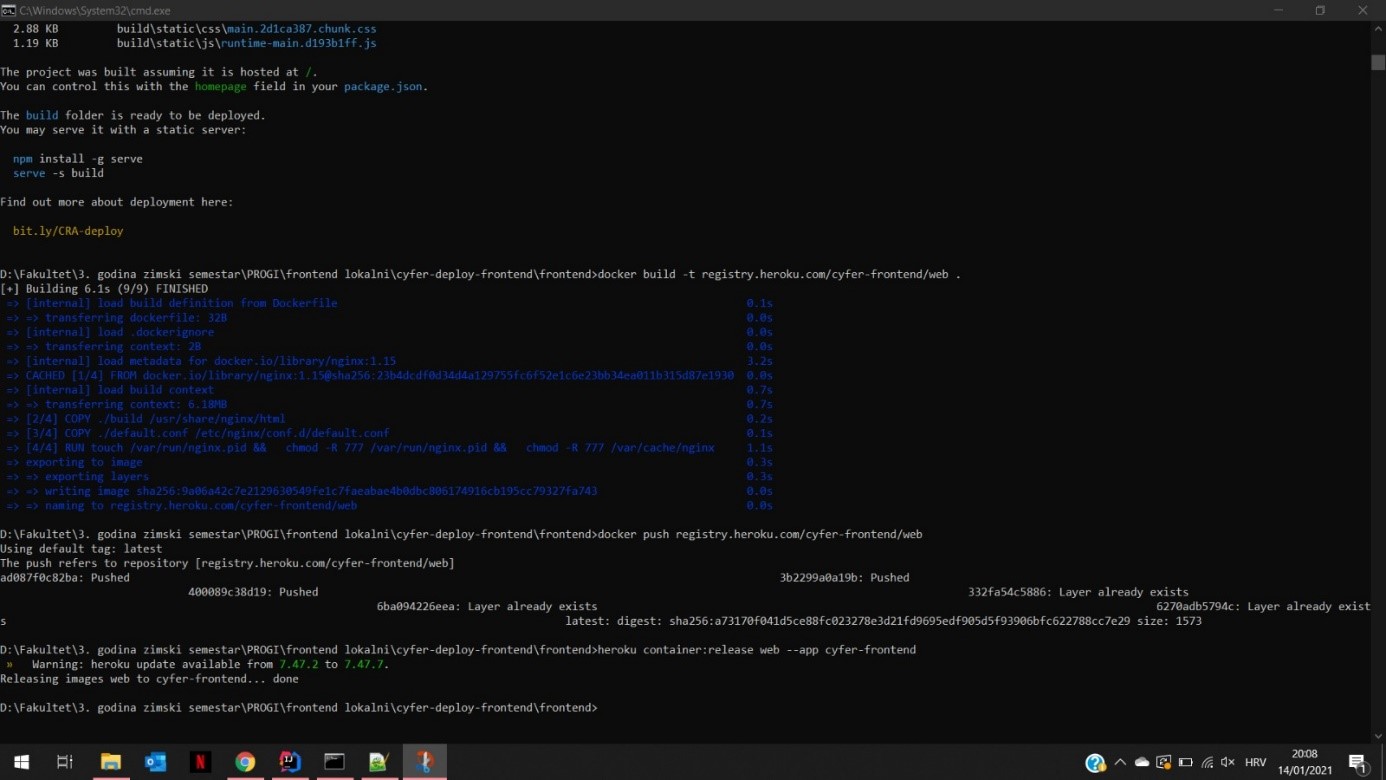 C:\Windows\System32\cmd.exe
2.88 KB build\static\css\main.2d1ca387.chunk.css
1.19 KB build\static\js\runtime-main.d193b1ff.js
The project was built assuming it is hosted at /.
You can control this with the homepage field in your package.json.
The build folder is ready to be deployed.
You may serve it with a static server:
npm install -g serve
serve -s build
Find out more about deployment here:
bit.ly/CRA-deploy
D:\Fakultet\3. godina zimski semestar\PROGI\frontend lokalni\cyfer-deploy-frontend\frontend>docker build -t registry.heroku.com/cyfer-frontend/web .
[+] Building 6.1s (9/9) FINISHED
=> [internal] load build definition from Dockerfile 0.1s
=> => transferring dockerfile: 32B 0.0s
=> [internal] load .dockerignore 0.0s
=> => transferring context: 2B 0.0s
=> [internal] load metadata for docker.io/library/nginx:1.15 3.2s
=> CACHED [1/4] FROM docker.io/library/nginx:1.15@sha256:23b4dcdf0d34d4a129755fc6f52e1c6e23bb34ea011b315d87e1930 0.0s
=> [internal] load build context 0.7s
=> => transferring context: 6.18MB 0.7s
=> [2/4] COPY ./build /usr/share/nginx/html 0.2s
=> [3/4] COPY ./default.conf /etc/nginx/conf.d/default.conf 0.1s
=> [4/4] RUN touch /var/run/nginx.pid && chmod -R 777 /var/run/nginx.pid && chmod -R 777 /var/cache/nginx 1.1s
=> exporting to image 0.3s
=> => exporting layers 0.3s
=> => writing image sha256:9a06a42c7e2129630549fe1c7faeabae4b0dbc806174916cb195cc79327fa743 0.0s
=> => naming to registry.heroku.com/cyfer-frontend/web 0.0s
D:\Fakultet\3. godina zimski semestar\PROGI\frontend lokalni\cyfer-deploy-frontend\frontend>docker push registry.heroku.com/cyfer-frontend/web
Using default tag: latest
The push refers to repository [registry.heroku.com/cyfer-frontend/web]
ad087f0c82ba: Pushed 3b2299a0a19b: Pushed
400089c38d19: Pushed 332fa54c5886: Layer already exists
6ba094226eea: Layer already exists 6270adb5794c: Layer already exist
s latest: digest: sha256:a73170f041d5ce88fc023278e3d21fd9695edf905d5f93906bfc622788cc7e29 size: 1573
D:\Fakultet\3. godina zimski semestar\PROGI\frontend lokalni\cyfer-deploy-frontend\frontend>heroku container:release web --app cyfer-frontend
» Warning: heroku update available from 7.47.2 to 7.47.7.
Releasing images web to cyfer-frontend... done
D:\Fakultet\3. godina zimski semestar\PROGI\frontend lokalni\cyfer-deploy-frontend\frontend>
HRV
20:08
14/01/2021
1